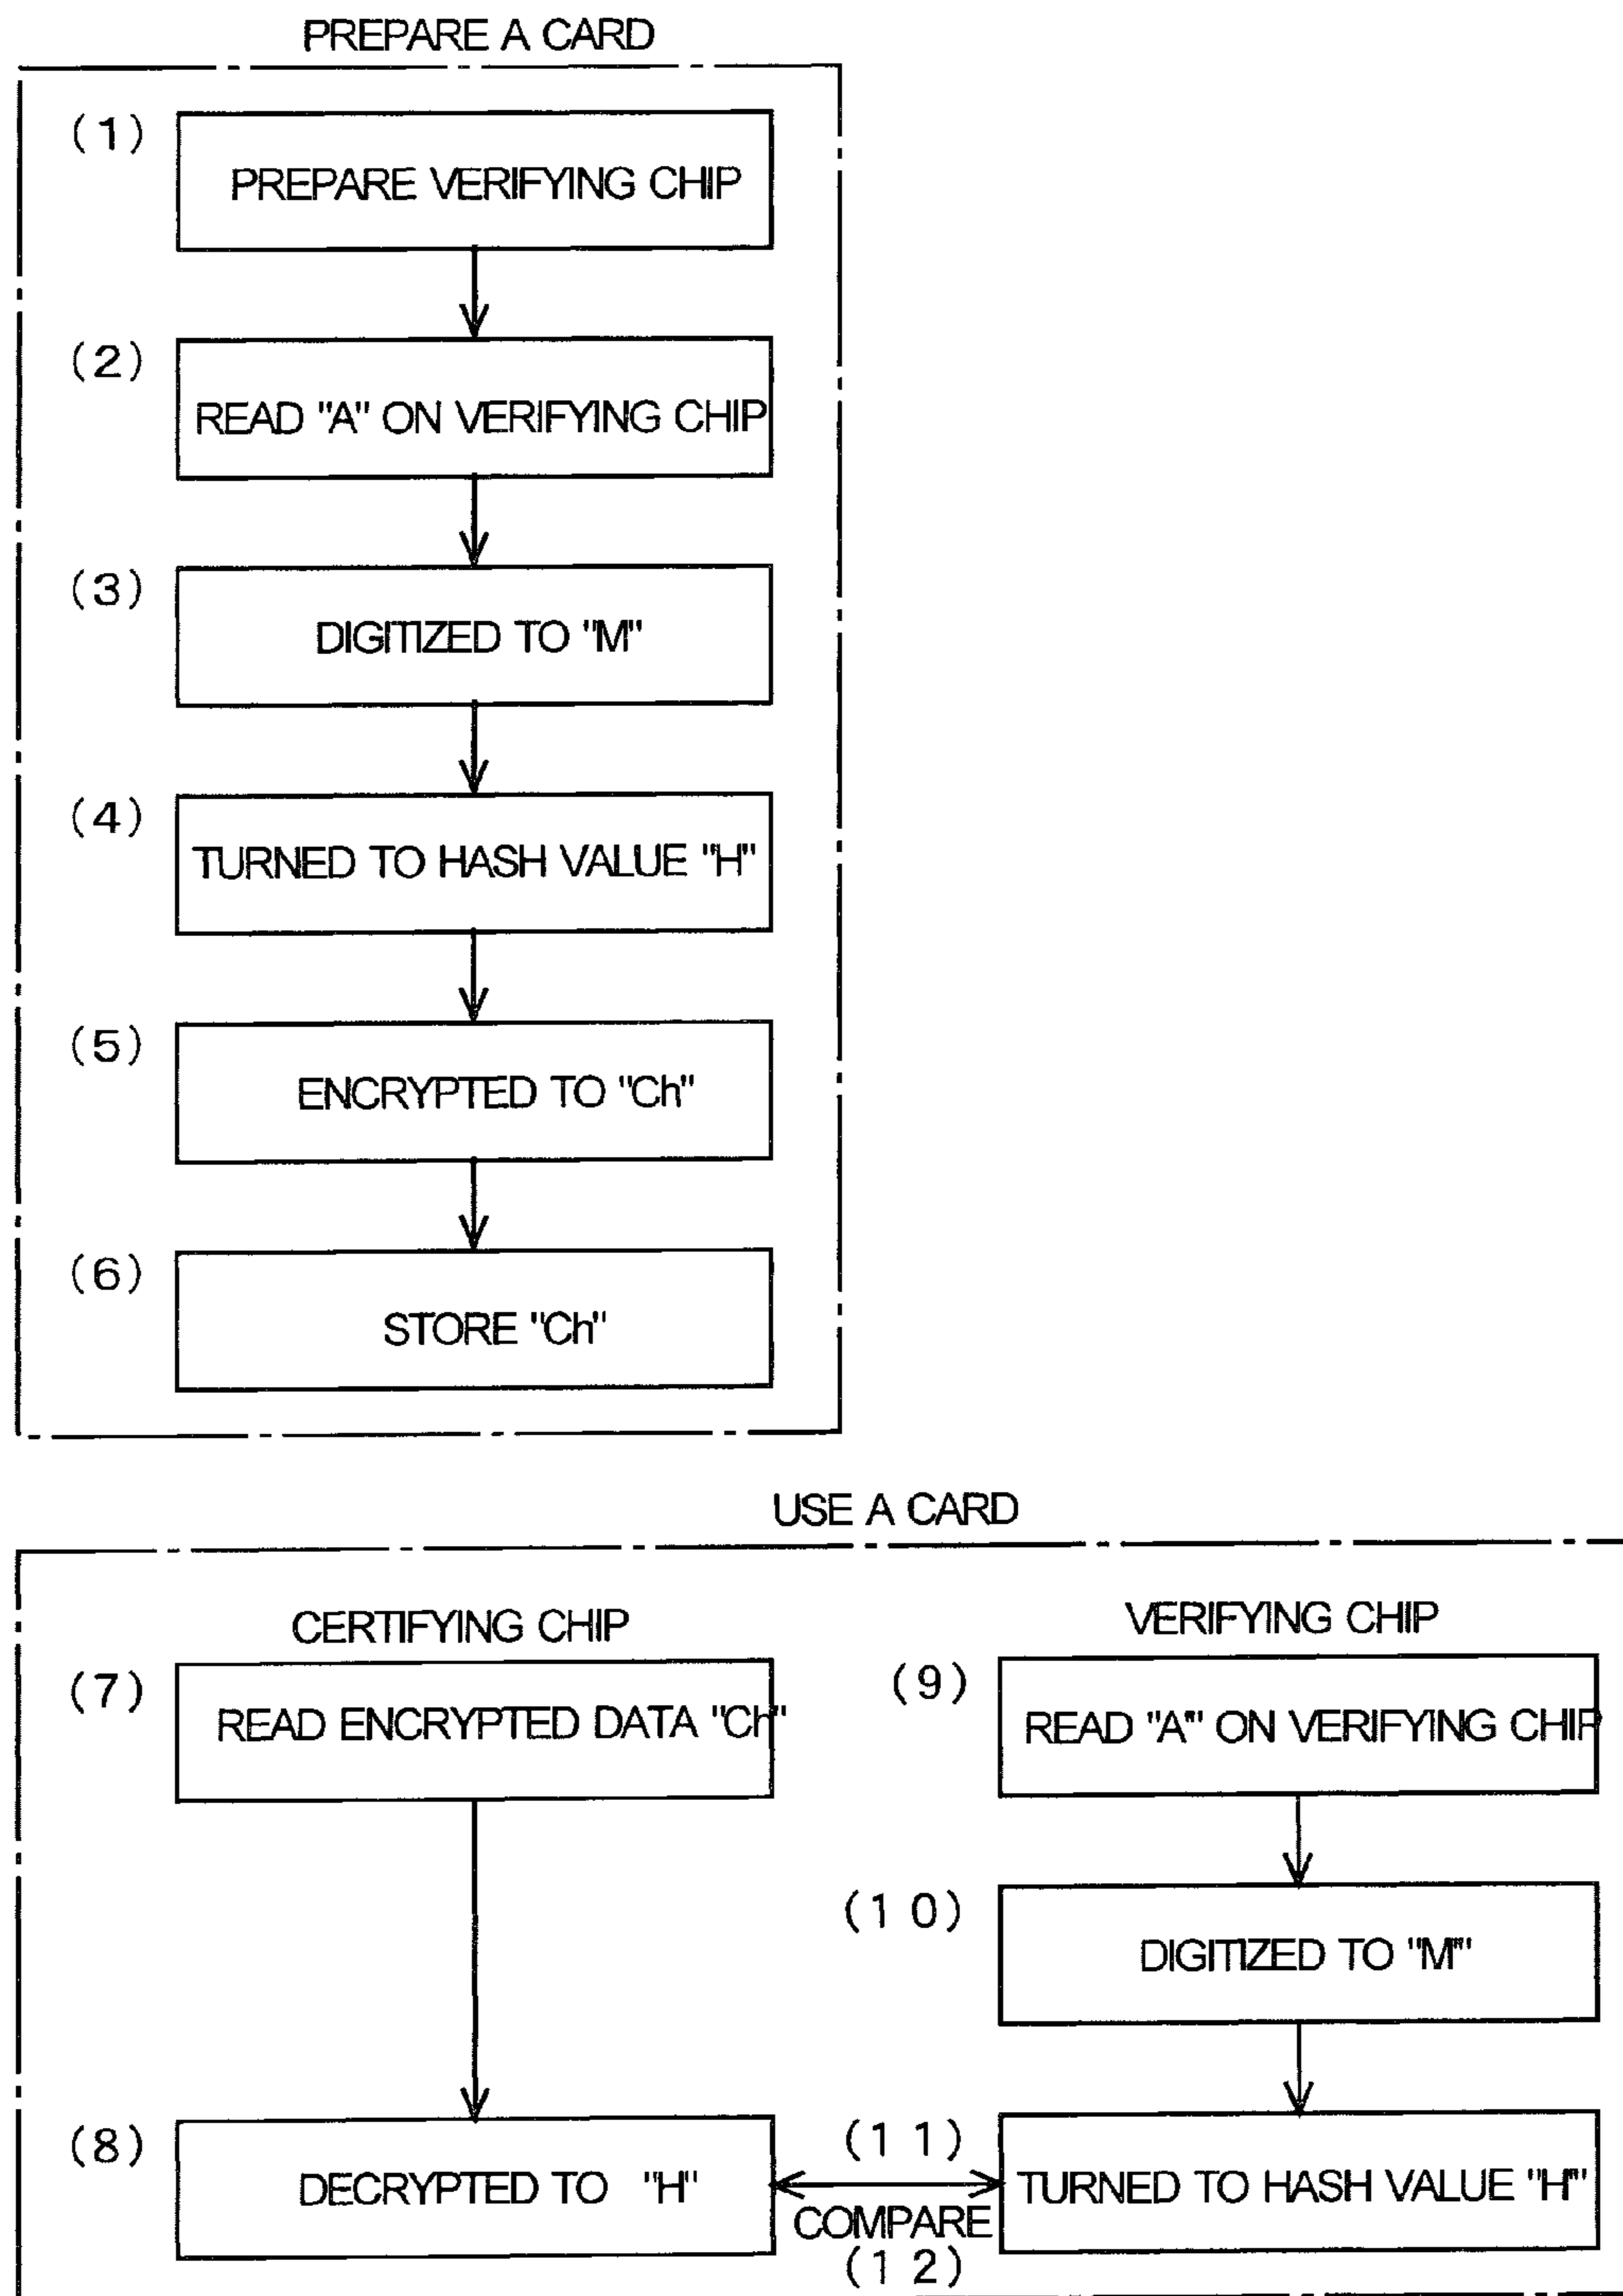 PREPARE A CARD
(1)
PREPARE VERIFYING CHIP
(2)
READ "A" ON VERIFYING CHIP
(3)
DIGITIZED TO "M"
(4)
TURNED TO HASH VALUE "H"
(5)
ENCRYPTED TO "Ch"
(6)
STORE "Ch"
USE A CARD
CERTIFYING CHIP
(7)
READ ENCRYPTED DATA "Ch"
(8)
DECRYPTED TO "H"
VERIFYING CHIP
(9)
READ "A'" ON VERIFYING CHIP
(10)
DIGITIZED TO "M'"
(11)
TURNED TO HASH VALUE "H'"
COMPARE
(12)